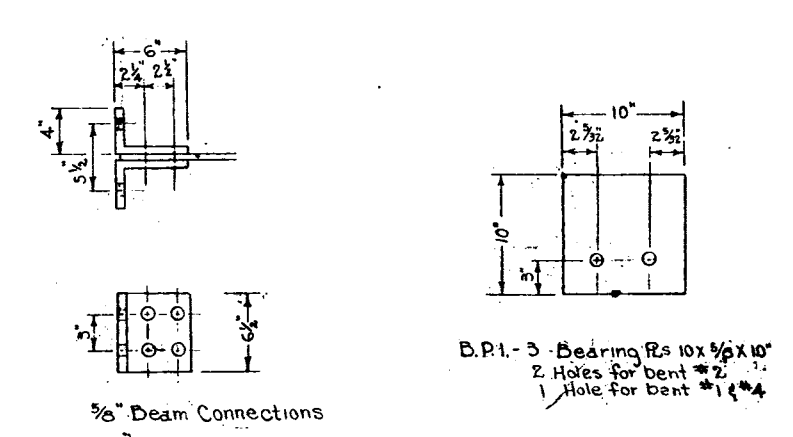 6"
2¼" 2½"
4"
5½"
3"
6½"
5/8" Beam Connections
10"
2 5/32" 2 5/32"
10"
3"
B.P.1.- 3 - Bearing Pls 10 x 5/8 x 10"
2 Holes for bent #2
1 Hole for bent #1 & #4